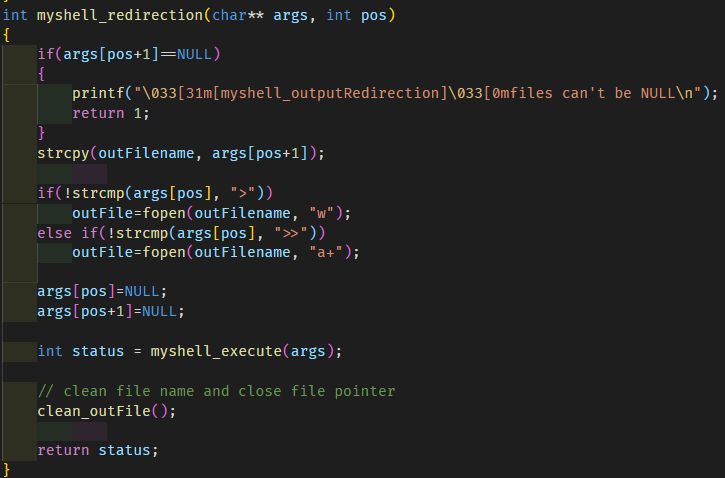 int myshell_redirection(char** args, int pos)
{
    if(args[pos+1]==NULL)
    {
        printf("\033[31m[myshell_outputRedirection]\033[0mfiles can't be NULL\n");
        return 1;
    }
    strcpy(outFilename, args[pos+1]);

    if(!strcmp(args[pos], ">"))
        outFile=fopen(outFilename, "w");
    else if(!strcmp(args[pos], ">>"))
        outFile=fopen(outFilename, "a+");

    args[pos]=NULL;
    args[pos+1]=NULL;

    int status = myshell_execute(args);

    // clean file name and close file pointer
    clean_outFile();

    return status;
}